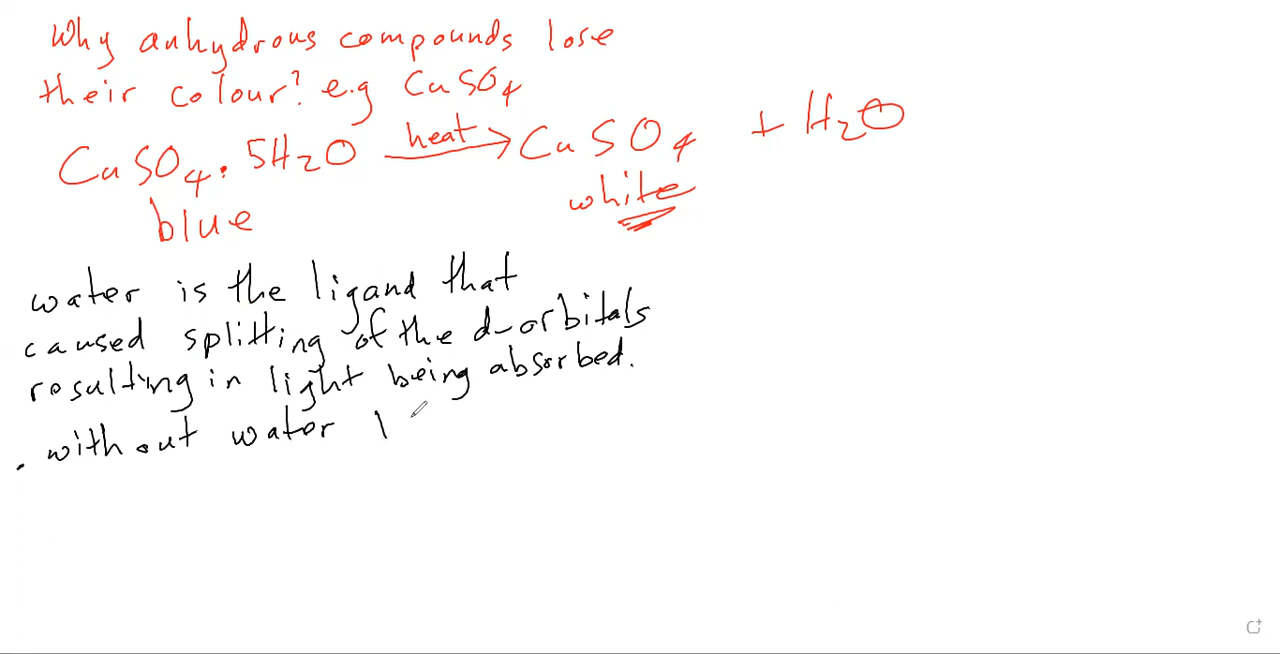 Why anhydrous compounds lose
their colour? e.g CuSO4
CuSO4. 5H2O heat → CuSO4 + H2O
blue white
water is the ligand that
caused splitting of the d-orbitals
resulting in light being absorbed.
. without water l